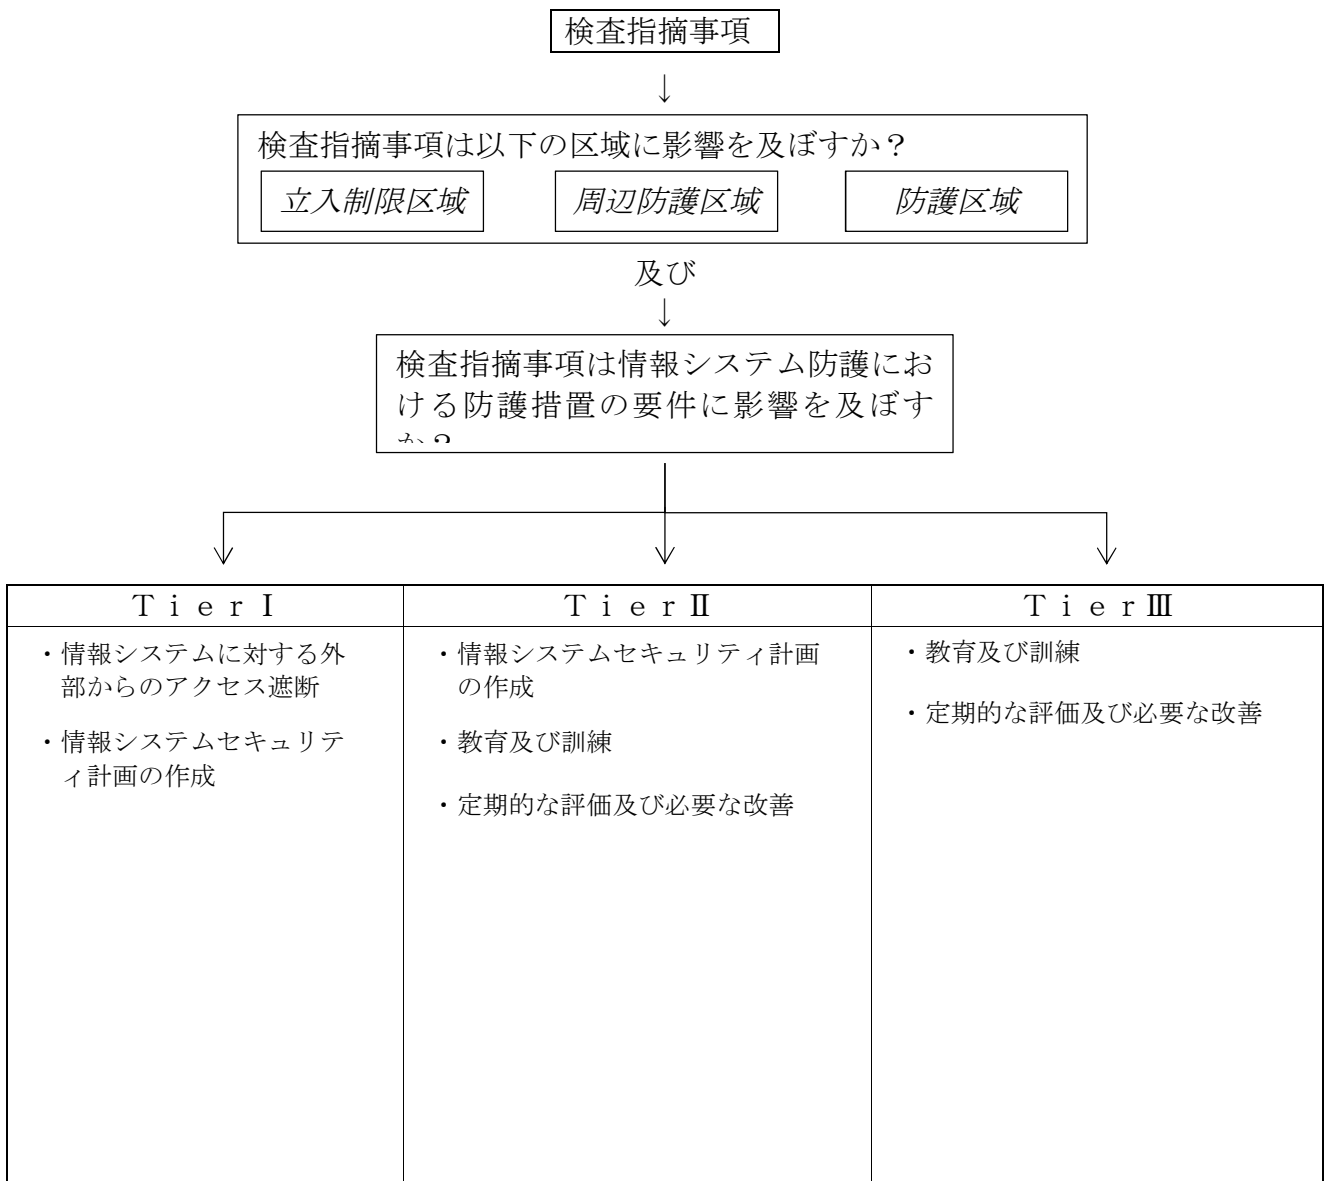 検査指摘事項
↓
検査指摘事項は以下の区域に影響を及ぼすか？
立入制限区域 周辺防護区域 防護区域
及び
↓
検査指摘事項は情報システム防護にお
ける防護措置の要件に影響を及ぼす
か？
ＴｉｅｒⅠ ＴｉｅｒⅡ ＴｉｅｒⅢ
・情報システムに対する外
部からのアクセス遮断
・情報システムセキュリテ
ィ計画の作成
・情報システムセキュリティ計画
の作成
・教育及び訓練
・定期的な評価及び必要な改善
・教育及び訓練
・定期的な評価及び必要な改善